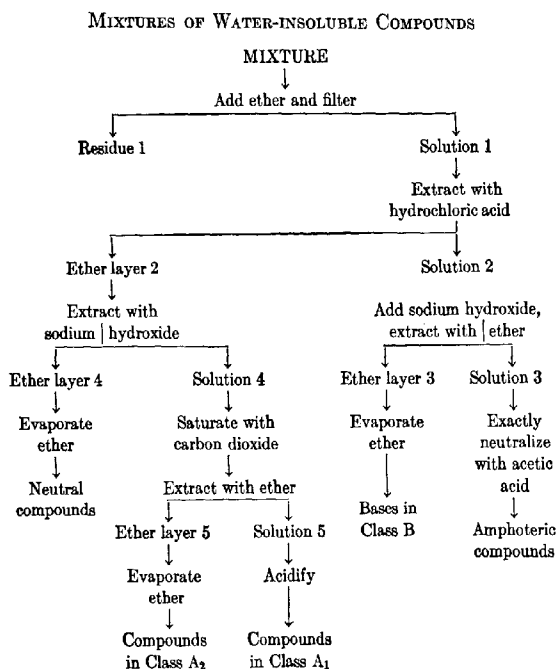 MIXTURES OF WATER-INSOLUBLE COMPOUNDS
MIXTURE
Add ether and filter
Residue 1
Solution 1
Extract with
hydrochloric acid
Ether layer 2
Solution 2
Extract with
sodium hydroxide
Add sodium hydroxide,
extract with ether
Ether layer 4
Solution 4
Ether layer 3
Solution 3
Evaporate
ether
Saturate with
carbon dioxide
Evaporate
ether
Exactly
neutralize
with acetic
acid
Neutral
compounds
Extract with ether
Bases in
Class B
Amphoteric
compounds
Ether layer 5
Solution 5
Evaporate
ether
Acidify
Compounds
in Class A₂
Compounds
in Class A₁